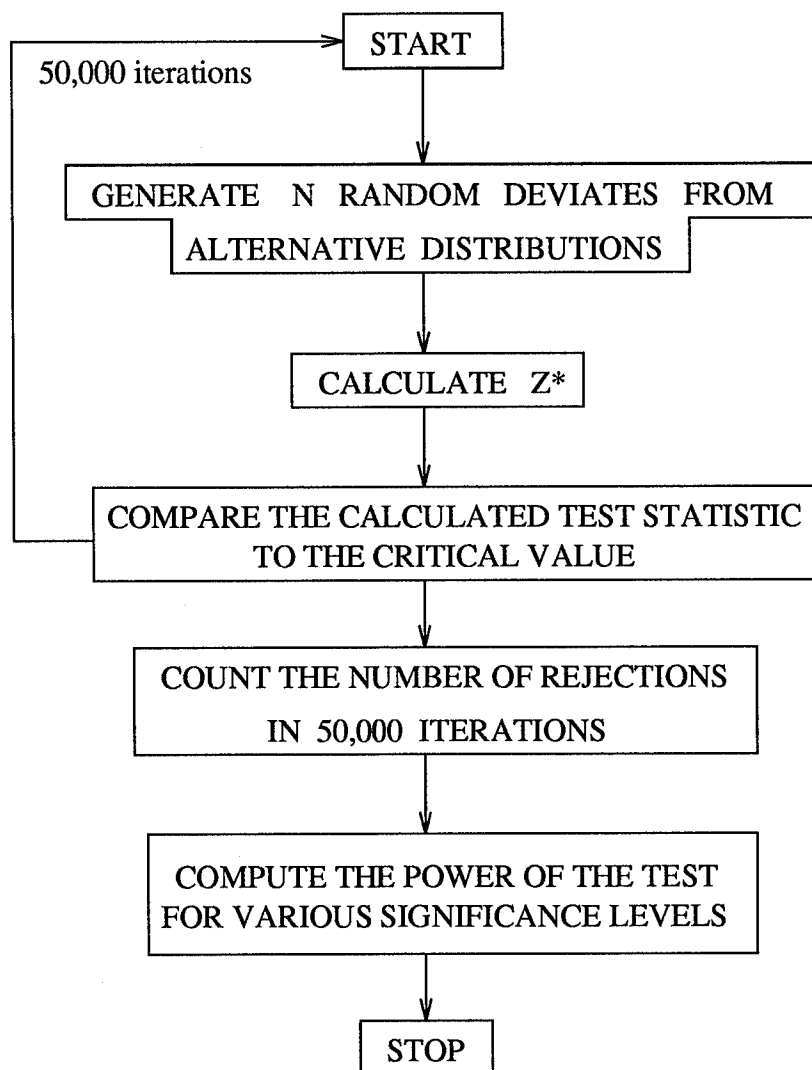 START
50,000 iterations
GENERATE N RANDOM DEVIATES FROM
ALTERNATIVE DISTRIBUTIONS
CALCULATE Z*
COMPARE THE CALCULATED TEST STATISTIC
TO THE CRITICAL VALUE
COUNT THE NUMBER OF REJECTIONS
IN 50,000 ITERATIONS
COMPUTE THE POWER OF THE TEST
FOR VARIOUS SIGNIFICANCE LEVELS
STOP